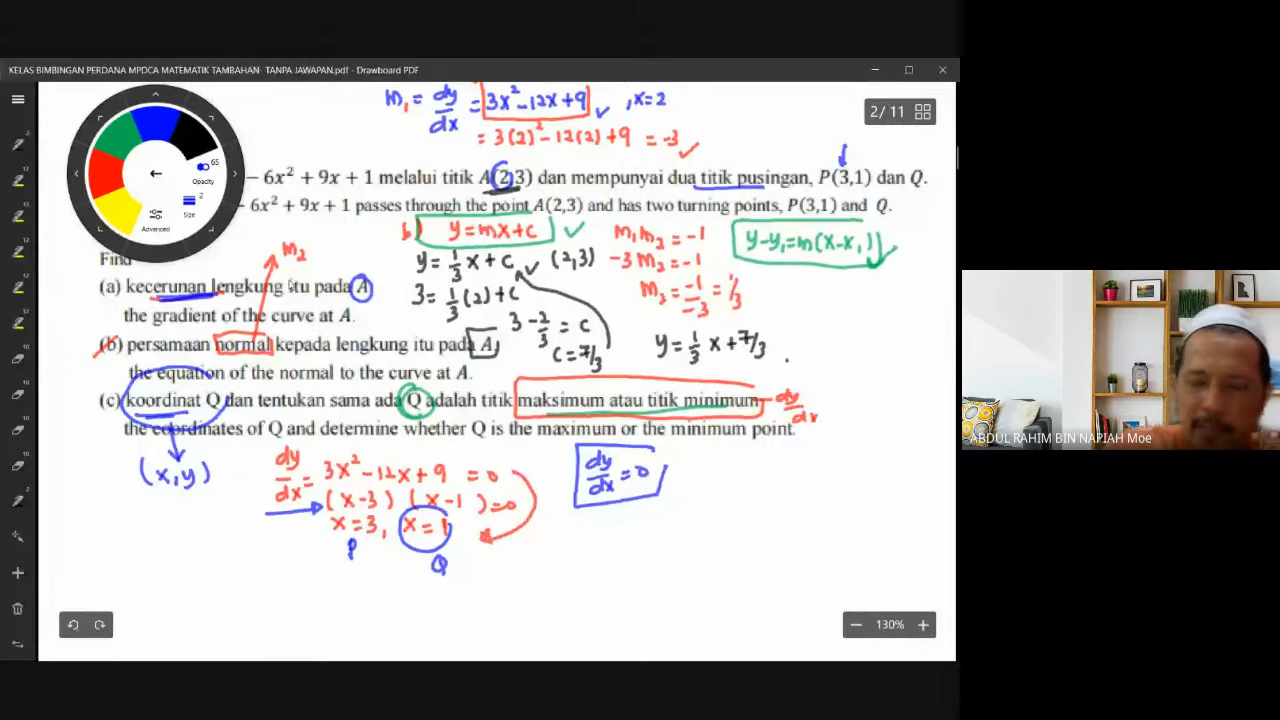 KELAS BIMBINGAN PERDANA MPDCA MATEMATIK TAMBAHAN- TANPA JAWAPAN.pdf - Drawboard PDF
2 / 11
m₁ = dy/dx = 3x² - 12x + 9 , x=2
= 3(2)² - 12(2) + 9 = -3
− 6x² + 9x + 1 melalui titik A(2,3) dan mempunyai dua titik pusingan, P(3,1) dan Q.
− 6x² + 9x + 1 passes through the point A(2,3) and has two turning points, P(3,1) and Q.
Find
(a) kecerunan lengkung itu pada A
the gradient of the curve at A.
(b) persamaan normal kepada lengkung itu pada A,
the equation of the normal to the curve at A.
(c) koordinat Q dan tentukan sama ada Q adalah titik maksimum atau titik minimum
the coordinates of Q and determine whether Q is the maximum or the minimum point.
m₂
b) y = mx + c
y = 1/3 x + c (2,3)
3 = 1/3 (2) + c
3 - 2/3 = c
c = 7/3
m₁m₂ = -1
-3m₂ = -1
m₂ = -1/-3 = 1/3
y = 1/3 x + 7/3
y-y₁ = m(x-x₁)
dy/dx
(x,y)
dy/dx = 3x² - 12x + 9 = 0
(x-3) (x-1) = 0
x = 3, x = 1
P Q
dy/dx = 0
65
Opacity
2
Size
Advanced
130%
ABDUL RAHIM BIN NAPIAH Moe